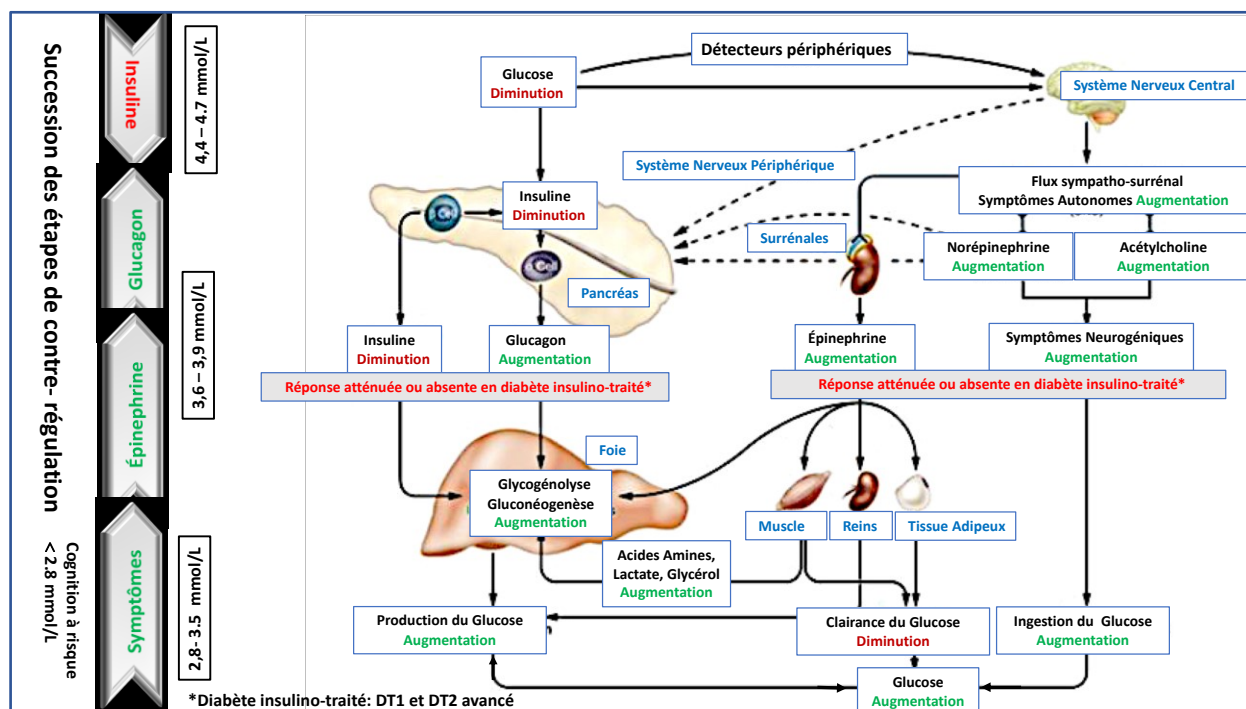 Succession des étapes de contre- régulation
Cognition à risque
< 2.8 mmol/L
Insuline
Glucagon
Épinephrine
Symptômes
4,4 – 4.7 mmol/L
3,6 – 3,9 mmol/L
2,8- 3.5 mmol/L
Détecteurs périphériques
Glucose
Diminution
Système Nerveux Central
Système Nerveux Périphérique
Flux sympatho-surrénal
Symptômes Autonomes Augmentation
Insuline
Diminution
Surrénales
Norépinephrine
Augmentation
Acétylcholine
Augmentation
Cell
Pancréas
Insuline
Diminution
Glucagon
Augmentation
Épinephrine
Augmentation
Symptômes Neurogéniques
Augmentation
Réponse atténuée ou absente en diabète insulino-traité*
Réponse atténuée ou absente en diabète insulino-traité*
Foie
Glycogénolyse
Gluconéogenèse
Augmentation
Muscle
Reins
Tissue Adipeux
Acides Amines,
Lactate, Glycérol
Augmentation
Production du Glucose
Augmentation
Clairance du Glucose
Diminution
Ingestion du Glucose
Augmentation
Glucose
Augmentation
*Diabète insulino-traité: DT1 et DT2 avancé